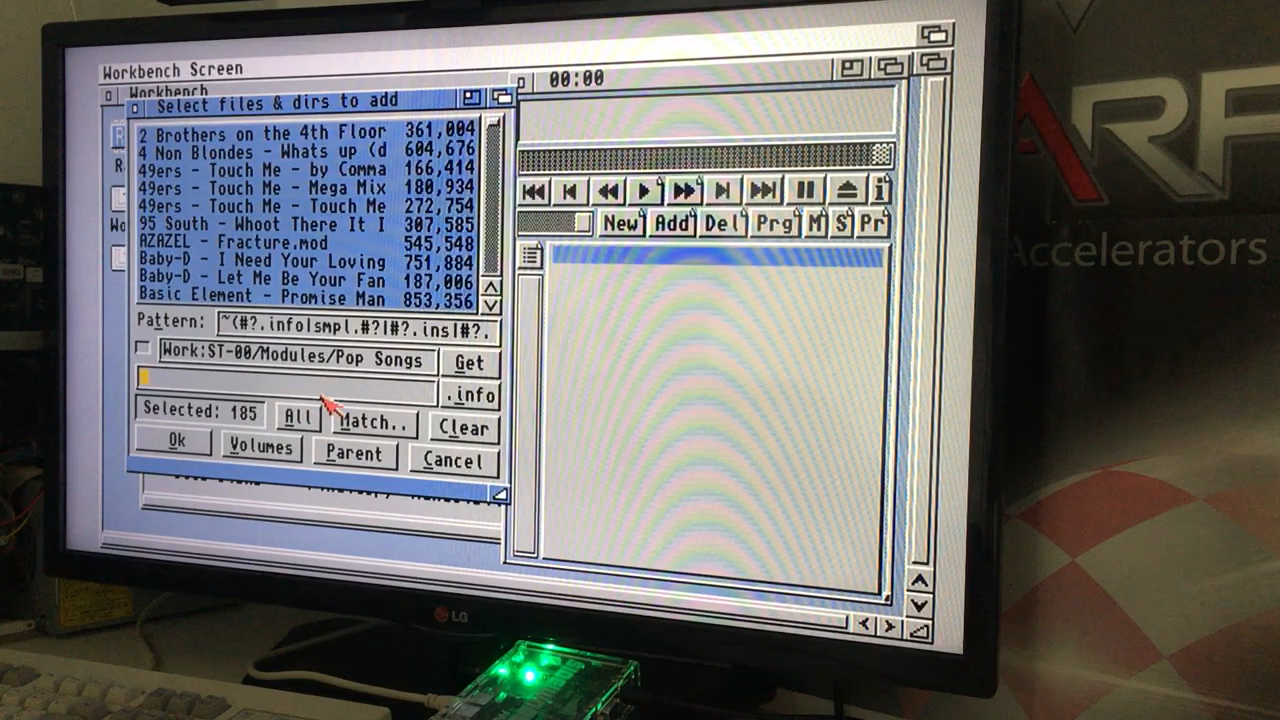 Workbench Screen
Workbench
Select files & dirs to add
2 Brothers on the 4th Floor 361,004
4 Non Blondes - Whats up (d 604,676
49ers - Touch Me - by Comma 166,414
49ers - Touch Me - Mega Mix 180,934
49ers - Touch Me - Touch Me 272,754
95 South - Whoot There It I 307,585
AZAZEL - Fracture.mod 545,548
Baby-D - I Need Your Loving 751,884
Baby-D - Let Me Be Your Fan 187,006
Basic Element - Promise Man 853,356
Pattern: ~(#?.info|smpl.#?|#?.ins|#?.
Work:ST-00/Modules/Pop Songs Get
.info
Selected: 185 All Match.. Clear
Ok Volumes Parent Cancel
00:00
New Add Del Prg M S Pr
LG
Accelerators